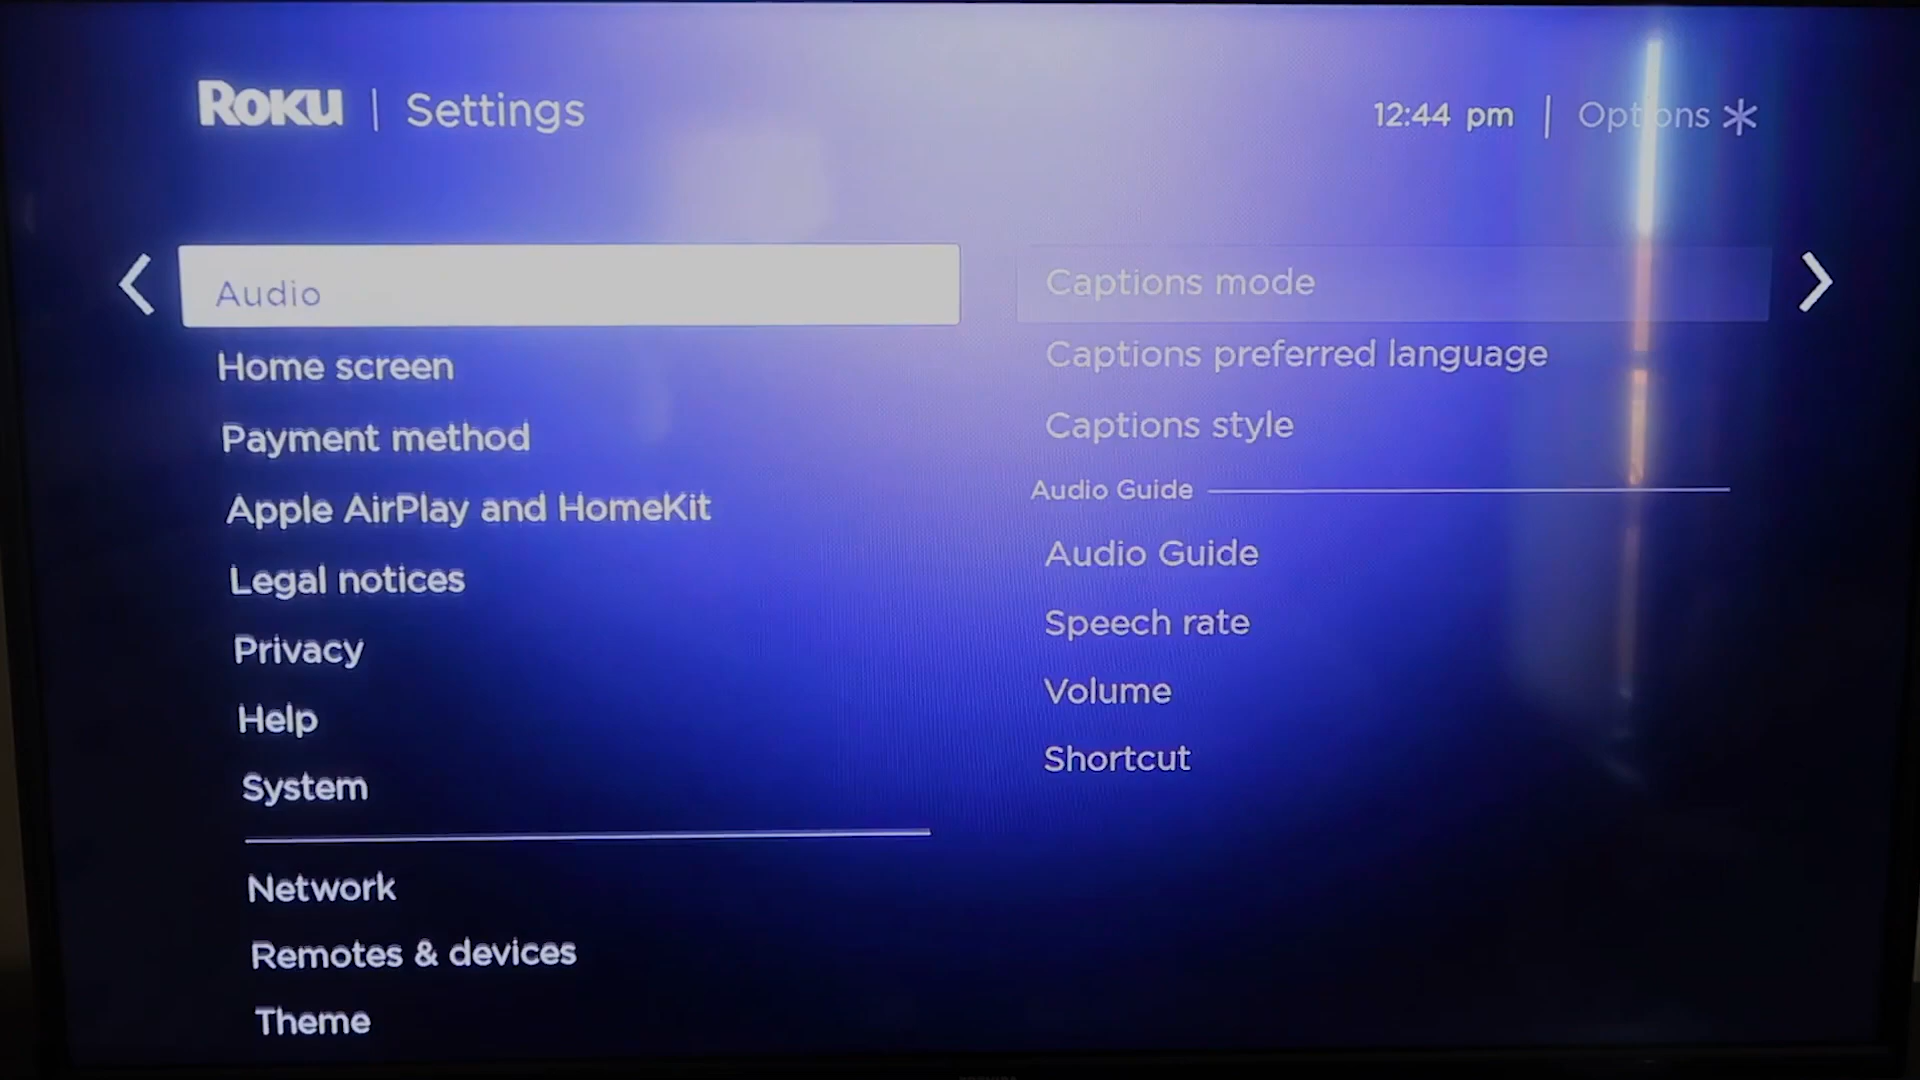 Roku | Settings
12:44 pm | Options *
Audio
Home screen
Payment method
Apple AirPlay and HomeKit
Legal notices
Privacy
Help
System
Network
Remotes & devices
Theme
Captions mode
Captions preferred language
Captions style
Audio Guide
Audio Guide
Speech rate
Volume
Shortcut